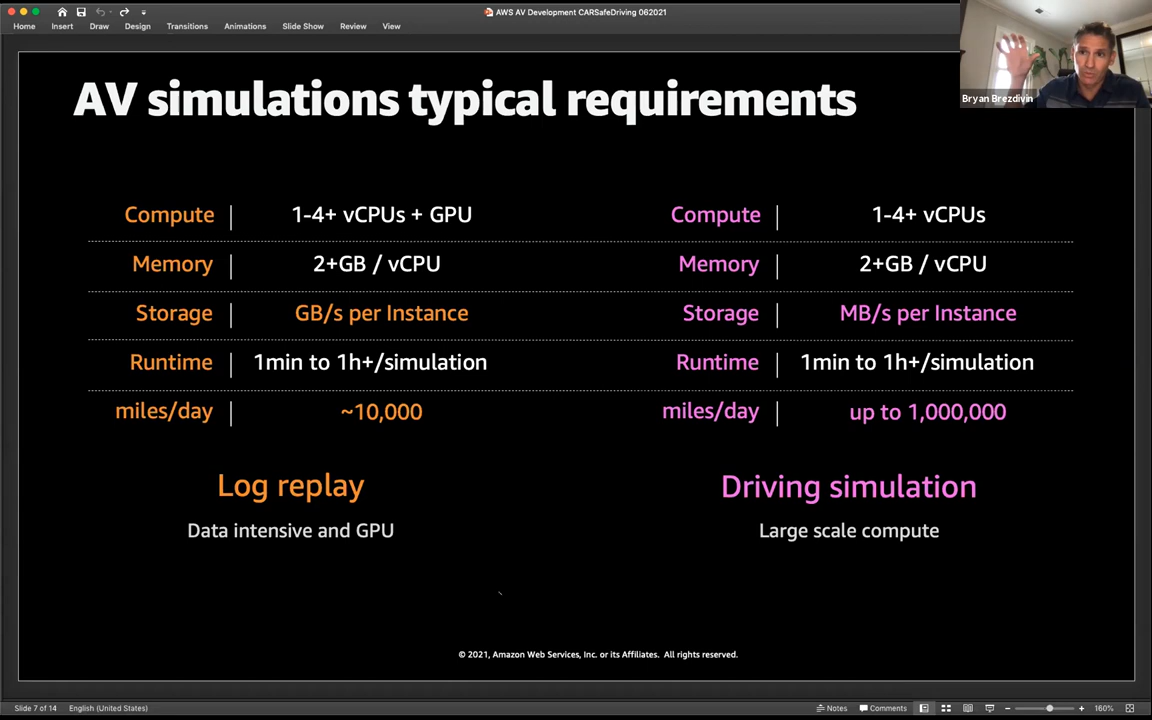 AWS AV Development CARSafeDriving 062021
Home Insert Draw Design Transitions Animations Slide Show Review View
Bryan Brezdivin
AV simulations typical requirements
Compute | 1-4+ vCPUs + GPU
Memory | 2+GB / vCPU
Storage | GB/s per Instance
Runtime | 1min to 1h+/simulation
miles/day | ~10,000
Log replay
Data intensive and GPU
Compute | 1-4+ vCPUs
Memory | 2+GB / vCPU
Storage | MB/s per Instance
Runtime | 1min to 1h+/simulation
miles/day | up to 1,000,000
Driving simulation
Large scale compute
© 2021, Amazon Web Services, Inc. or its Affiliates. All rights reserved.
Slide 7 of 14 English (United States) Notes Comments 160%